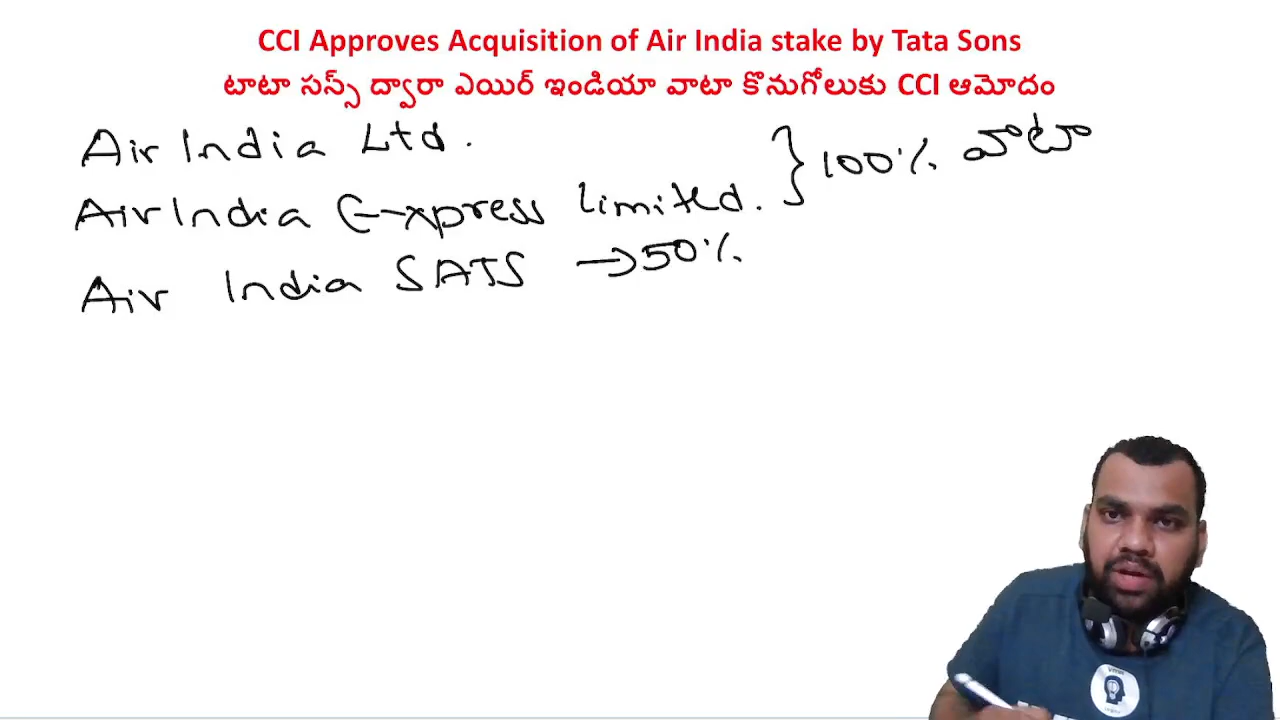 CCI Approves Acquisition of Air India stake by Tata Sons
టాటా సన్స్ ద్వారా ఎయిర్ ఇండియా వాటా కొనుగోలుకు CCI ఆమోదం
Air India Ltd.
Air India Express limited. } 100% వాటా
Air India SATS → 50%